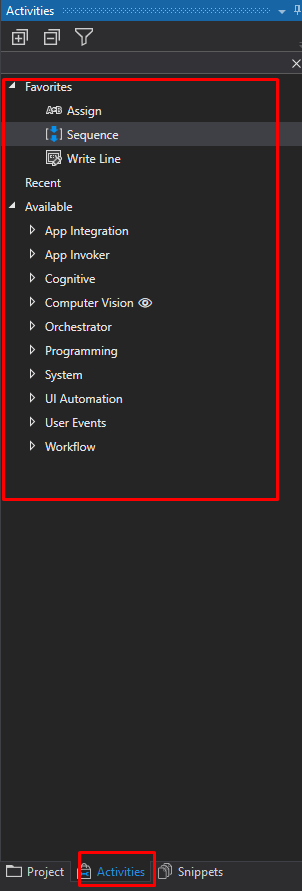 Activities
Favorites
Assign
Sequence
Write Line
Recent
Available
App Integration
App Invoker
Cognitive
Computer Vision
Orchestrator
Programming
System
UI Automation
User Events
Workflow
Project Activities Snippets